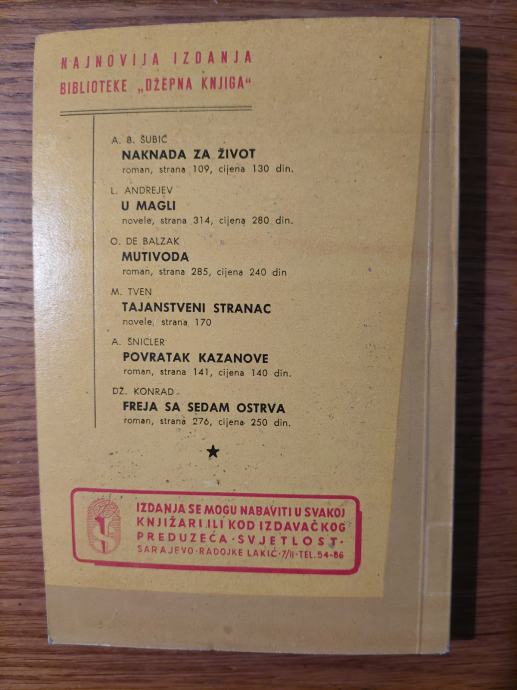 NAJNOVIJA IZDANJA
BIBLIOTEKE „DŽEPNA KNJIGA“
A. B. ŠUBIĆ
NAKNADA ZA ŽIVOT
roman, strana 109, cijena 130 din.
L. ANDREJEV
U MAGLI
novele, strana 314, cijena 280 din.
O. DE BALZAK
MUTIVODA
roman, strana 285, cijena 240 din
M. TVEN
TAJANSTVENI STRANAC
novele, strana 170
A. ŠNICLER
POVRATAK KAZANOVE
roman, strana 141, cijena 140 din.
DŽ. KONRAD
FREJA SA SEDAM OSTRVA
roman, strana 276, cijena 250 din.
IZDANJA SE MOGU NABAVITI U SVAKOJ
KNJIŽARI ILI KOD IZDAVAČKOG
PREDUZEĆA · SVJETLOST ·
SARAJEVO · RADOJKE LAKIĆ · 7/II · TEL. 54-86